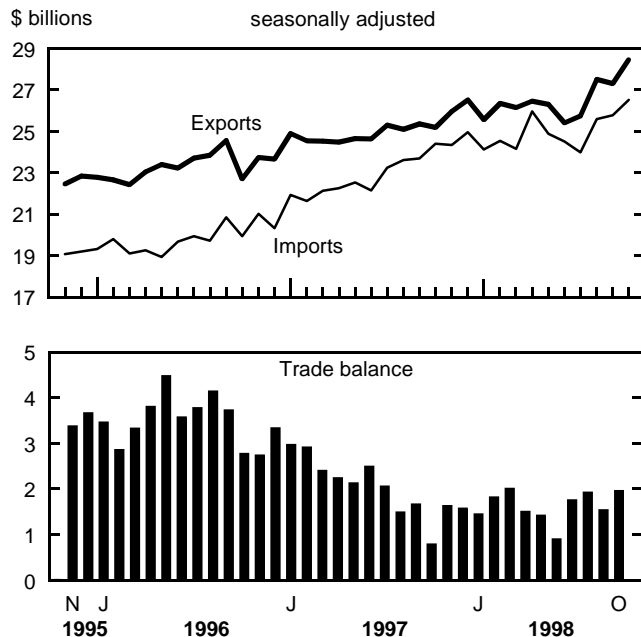 $ billions seasonally adjusted
29
27
25
23
21
19
17
Exports
Imports
5
4
3
2
1
0
Trade balance
N J J J O
1995 1996 1997 1998